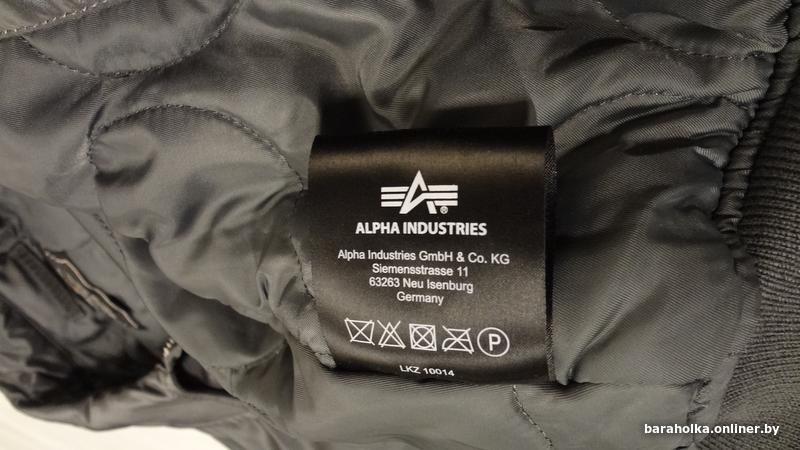 ALPHA INDUSTRIES
Alpha Industries GmbH & Co. KG
Siemensstrasse 11
63263 Neu Isenburg
Germany
P
LKZ 10014
baraholka.onliner.by